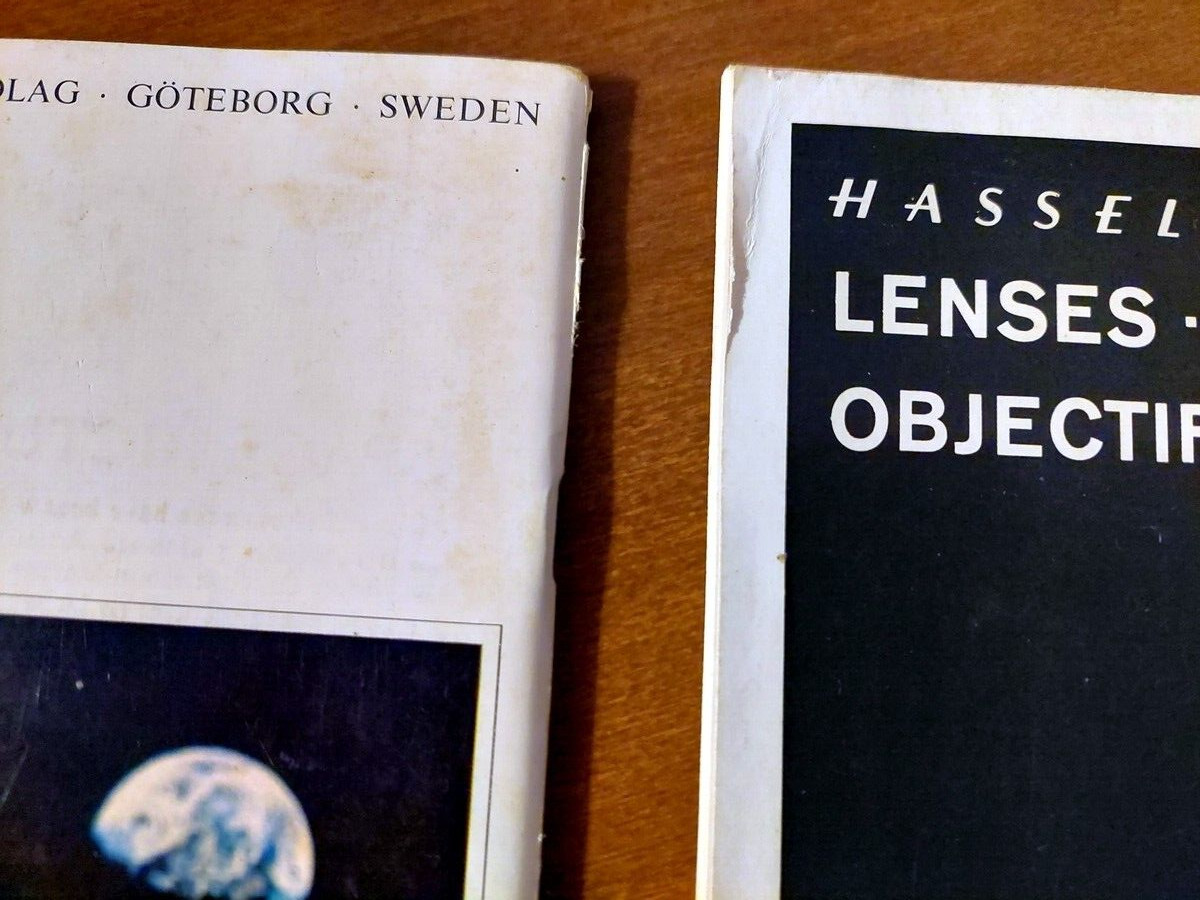 OLAG · GÖTEBORG · SWEDEN
HASSEL
LENSES ·
OBJECTIF